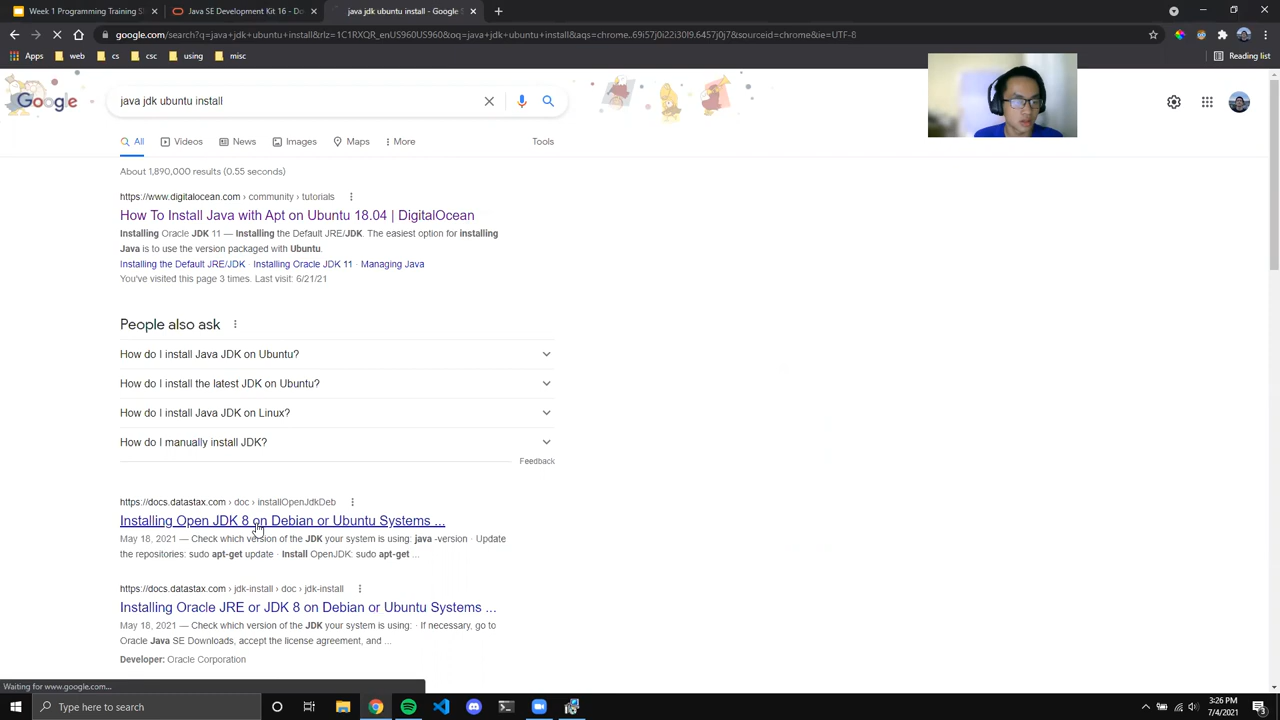 Week 1 Programming Training S
ava SE Development Kit 16 - Do
java jdk ubuntu install - Google S
google.com/search?q=java+jdk+ubuntu+install&rlz=1C1RXQR_enUS960US960&oq=java+jdk+ubuntu+install&aqs=chrome..69i57j0i22i30l9.6457j0j7&sourceid=chrome&ie=UTF-8
Apps
web
cs
using
misc
Reading list
Google
java jdk ubuntu install
All
Videos
News
Images
Maps
More
Tools
About 1,890,000 results (0.55 seconds)
https://www.digitalocean.com › community › tutorials
How To Install Java with Apt on Ubuntu 18.04 | DigitalOcean
Installing Oracle JDK 11 — Installing the Default JRE/JDK. The easiest option for installing
Java is to use the version packaged with Ubuntu.
Installing the Default JRE/JDK · Installing Oracle JDK 11 · Managing Java
You've visited this page 3 times. Last visit: 6/21/21
People also ask
How do I install Java JDK on Ubuntu?
How do I install the latest JDK on Ubuntu?
How do I install Java JDK on Linux?
How do I manually install JDK?
Feedback
https://docs.datastax.com › doc › installOpenJdkDeb
Installing Open JDK 8 on Debian or Ubuntu Systems ...
May 18, 2021 — Check which version of the JDK your system is using: java -version · Update
the repositories: sudo apt-get update · Install OpenJDK: sudo apt-get ...
https://docs.datastax.com › jdk-install › doc › jdk-install
Installing Oracle JRE or JDK 8 on Debian or Ubuntu Systems ...
May 18, 2021 — Check which version of the JDK your system is using: · If necessary, go to
Oracle Java SE Downloads, accept the license agreement, and ...
Developer: Oracle Corporation
Waiting for www.google.com...
Type here to search
3:26 PM
7/4/2021